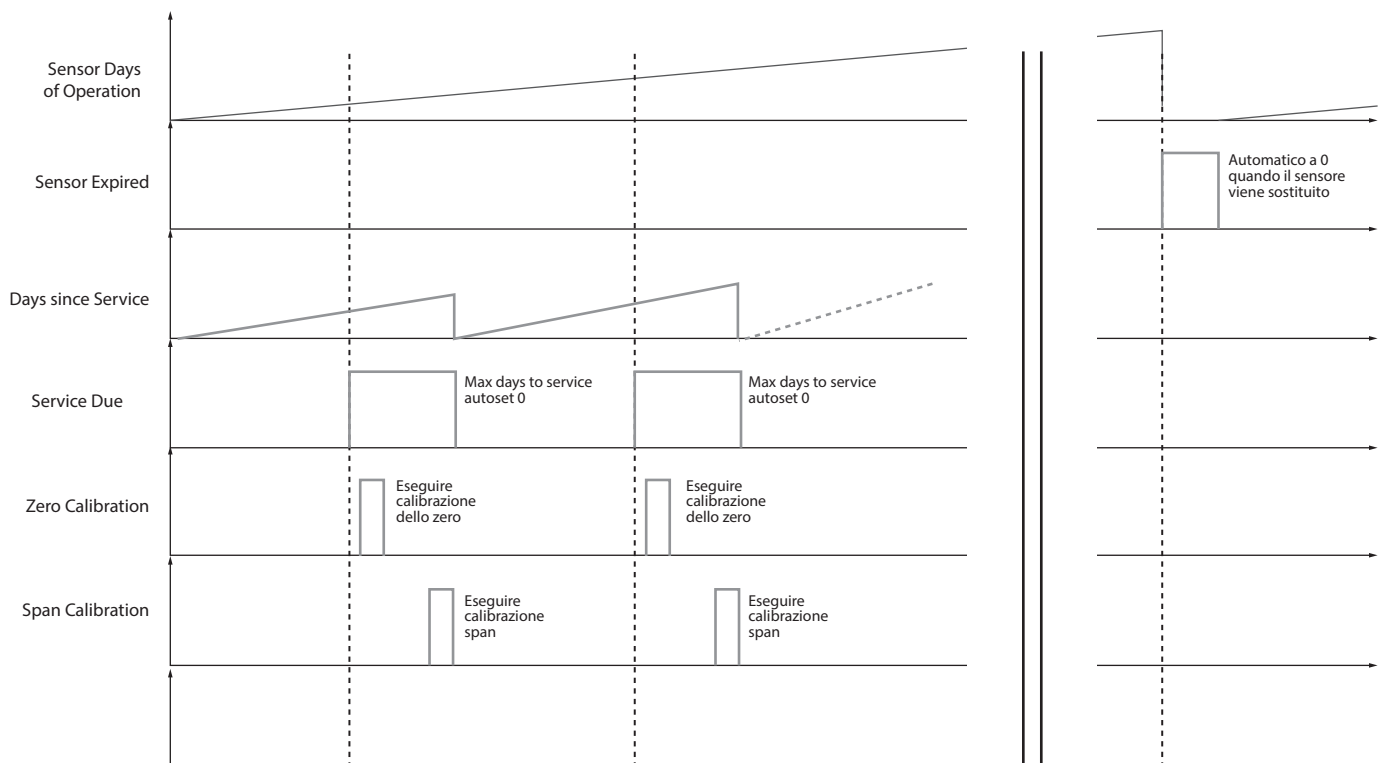 Sensor Days
of Operation
Sensor Expired
Automatico a 0
quando il sensore
viene sostituito
Days since Service
Service Due
Max days to service
autoset 0
Max days to service
autoset 0
Zero Calibration
Eseguire
calibrazione
dello zero
Eseguire
calibrazione
dello zero
Span Calibration
Eseguire
calibrazione
span
Eseguire
calibrazione
span